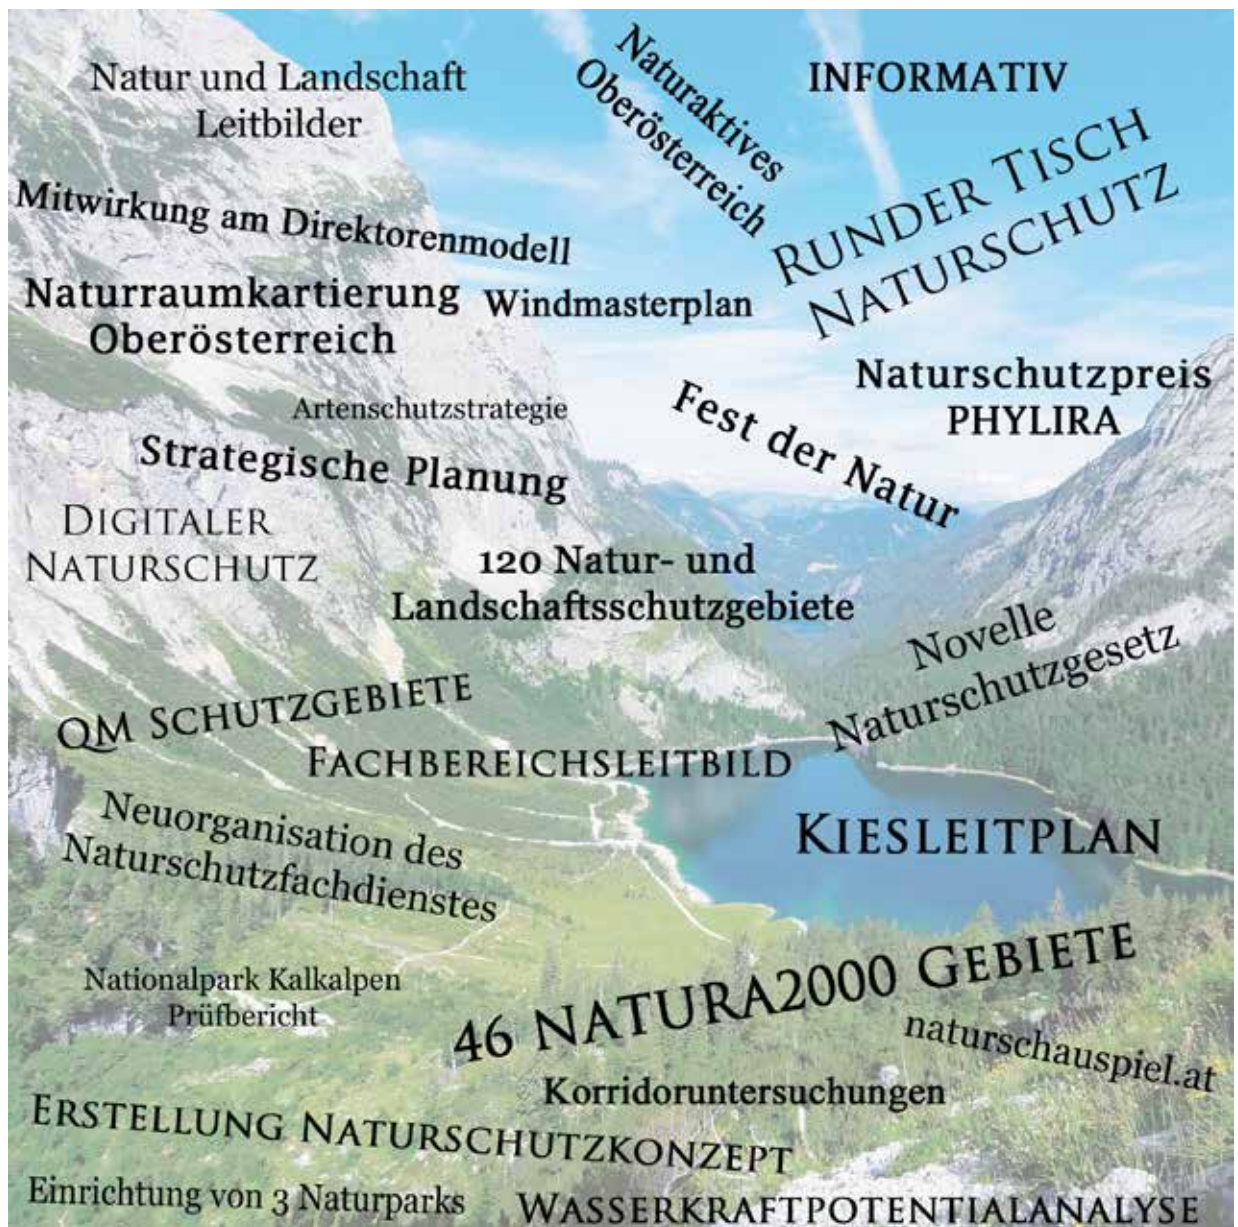 Natur und Landschaft
Leitbilder
Naturaktives
Oberösterreich
INFORMATIV
RUNDER TISCH
NATURSCHUTZ
Mitwirkung am Direktorenmodell
Naturraumkartierung
Oberösterreich
Windmasterplan
Naturschutzpreis
PHYLIRA
Artenschutzstrategie
Fest der Natur
Strategische Planung
DIGITALER
NATURSCHUTZ
120 Natur- und
Landschaftsschutzgebiete
Novelle
Naturschutzgesetz
QM SCHUTZGEBIETE
FACHBEREICHSLEITBILD
Neuorganisation des
Naturschutzfachdienstes
KIESLEITPLAN
Nationalpark Kalkalpen
Prüfbericht
46 NATURA2000 GEBIETE
naturschauspiel.at
Korridoruntersuchungen
ERSTELLUNG NATURSCHUTZKONZEPT
Einrichtung von 3 Naturparks
WASSERKRAFTPOTENTIALANALYSE